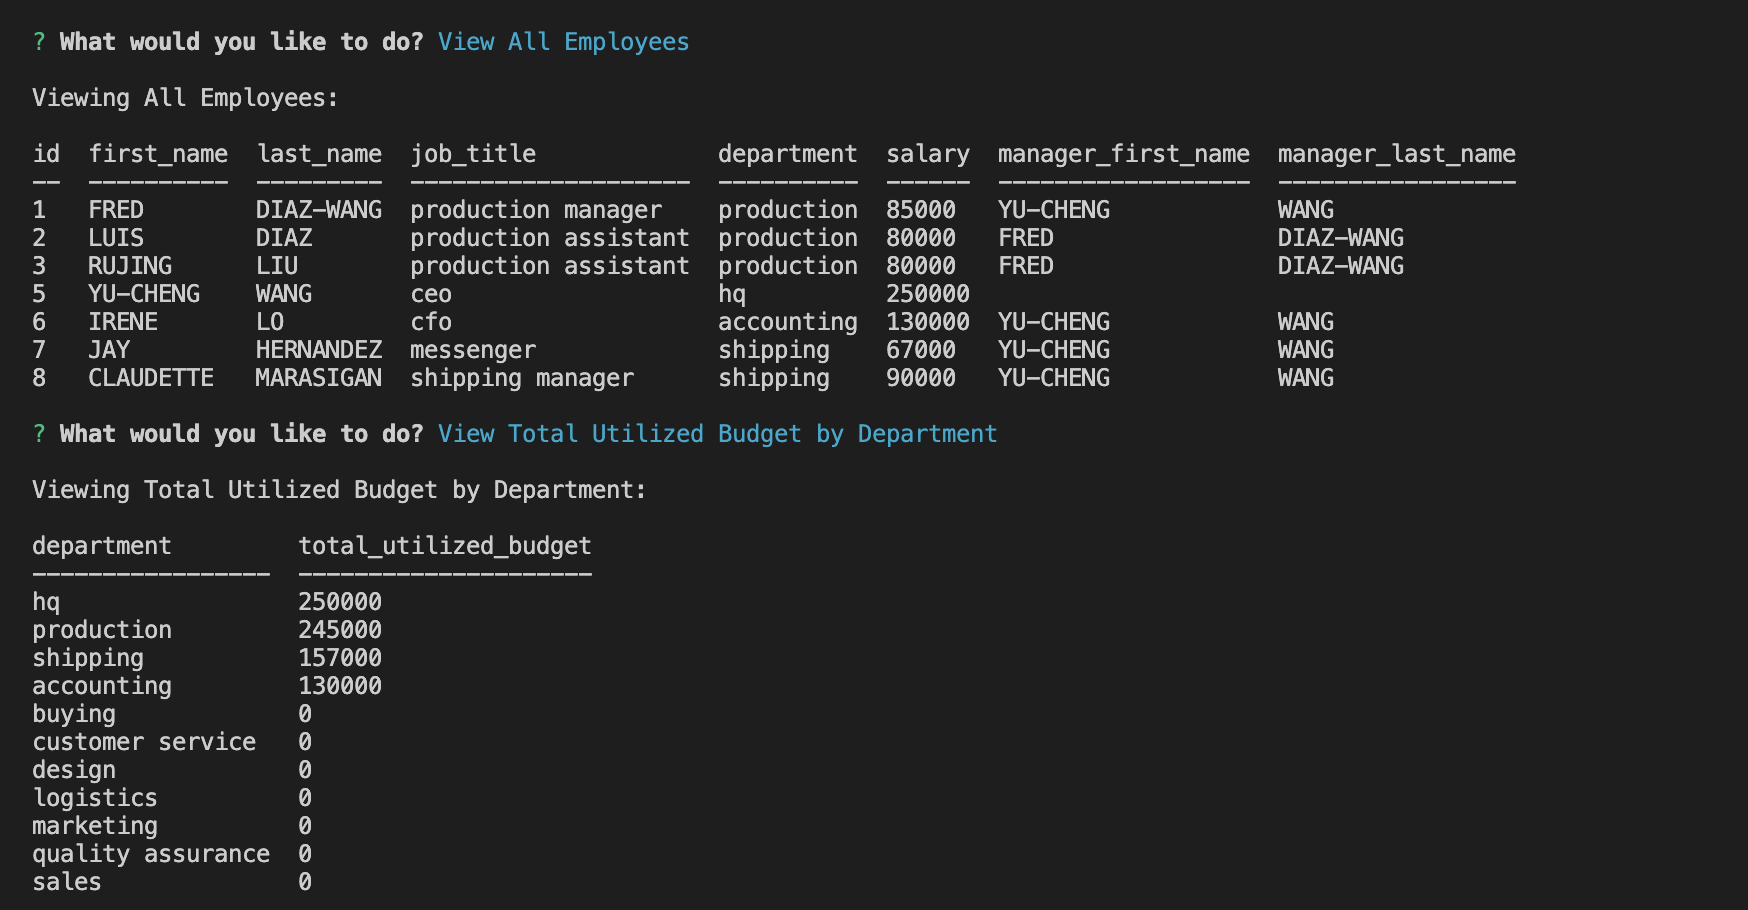 ? What would you like to do? View All Employees
Viewing All Employees:
id  first_name  last_name  job_title             department  salary  manager_first_name  manager_last_name
--  ----------  ---------  --------------------  ----------  ------  ------------------  -----------------
1   FRED        DIAZ-WANG  production manager    production  85000   YU-CHENG            WANG
2   LUIS        DIAZ       production assistant  production  80000   FRED                DIAZ-WANG
3   RUJING      LIU        production assistant  production  80000   FRED                DIAZ-WANG
5   YU-CHENG    WANG       ceo                   hq          250000
6   IRENE       LO         cfo                   accounting  130000  YU-CHENG            WANG
7   JAY         HERNANDEZ  messenger             shipping    67000   YU-CHENG            WANG
8   CLAUDETTE   MARASIGAN  shipping manager      shipping    90000   YU-CHENG            WANG
? What would you like to do? View Total Utilized Budget by Department
Viewing Total Utilized Budget by Department:
department         total_utilized_budget
-----------------  ---------------------
hq                 250000
production         245000
shipping           157000
accounting         130000
buying             0
customer service   0
design             0
logistics          0
marketing          0
quality assurance  0
sales              0